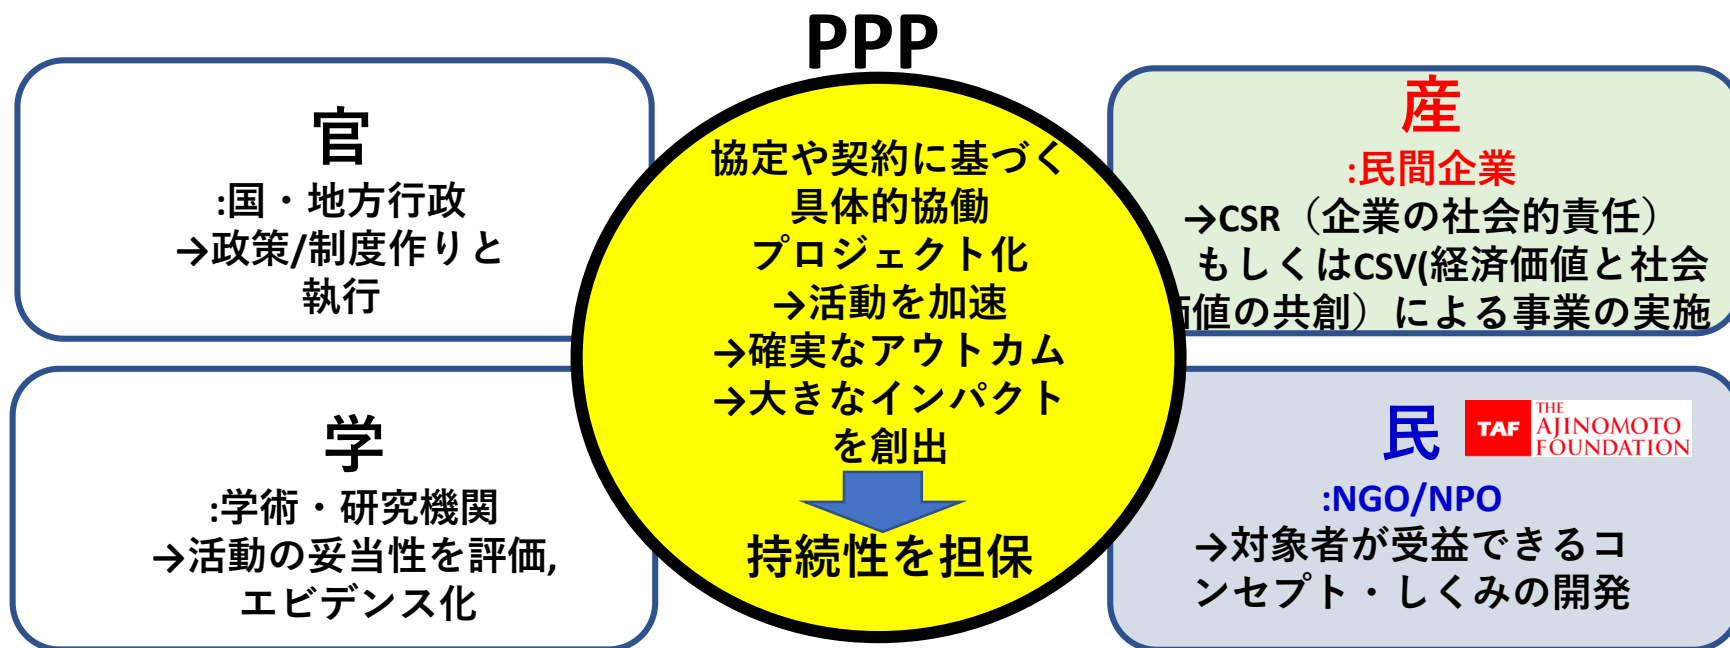 PPP
官
:国・地方行政
→政策/制度作りと
執行
協定や契約に基づく
具体的協働
プロジェクト化
→活動を加速
→確実なアウトカム
→大きなインパクト
を創出
持続性を担保
産
:民間企業
→CSR（企業の社会的責任）
もしくはCSV(経済価値と社会
価値の共創）による事業の実施
学
:学術・研究機関
→活動の妥当性を評価,
エビデンス化
民
TAF
THE
AJINOMOTO
FOUNDATION
:NGO/NPO
→対象者が受益できるコ
ンセプト・しくみの開発